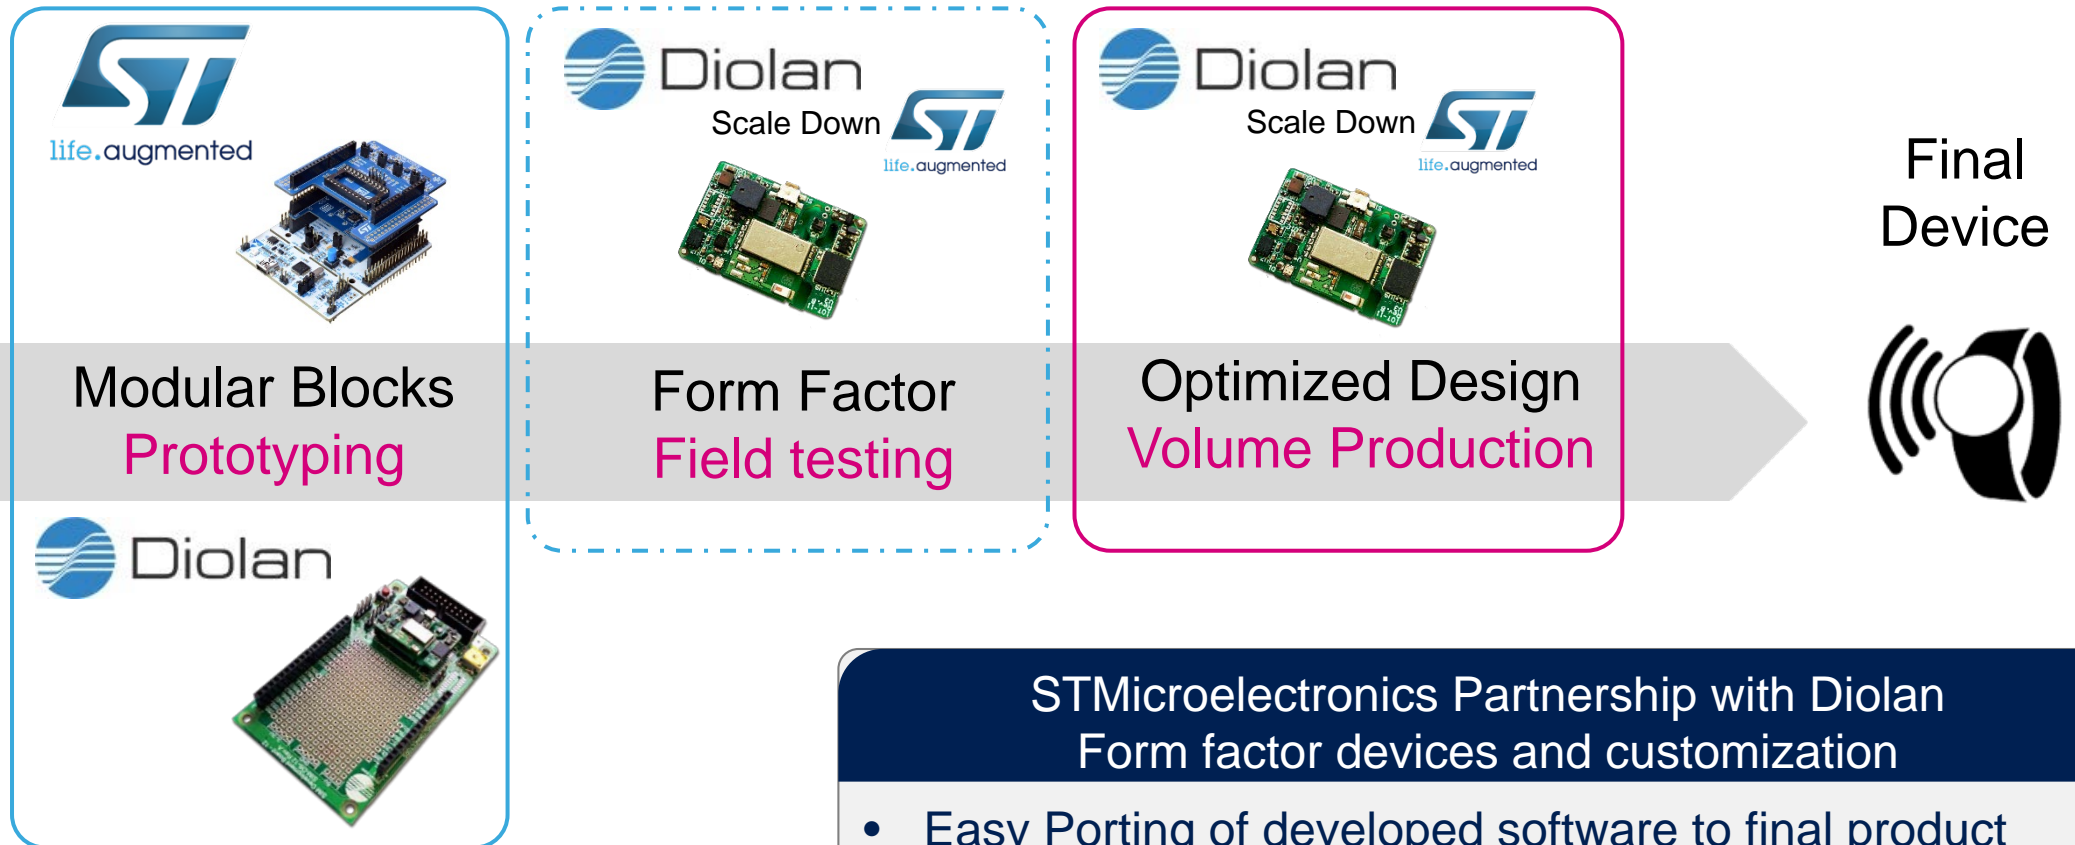 life.augmented
Diolan
Scale Down
life.augmented
Diolan
Scale Down
life.augmented
Final
Device
Modular Blocks
Prototyping
Form Factor
Field testing
Optimized Design
Volume Production
Diolan
STMicroelectronics Partnership with Diolan
Form factor devices and customization
• Easy Porting of developed software to final product